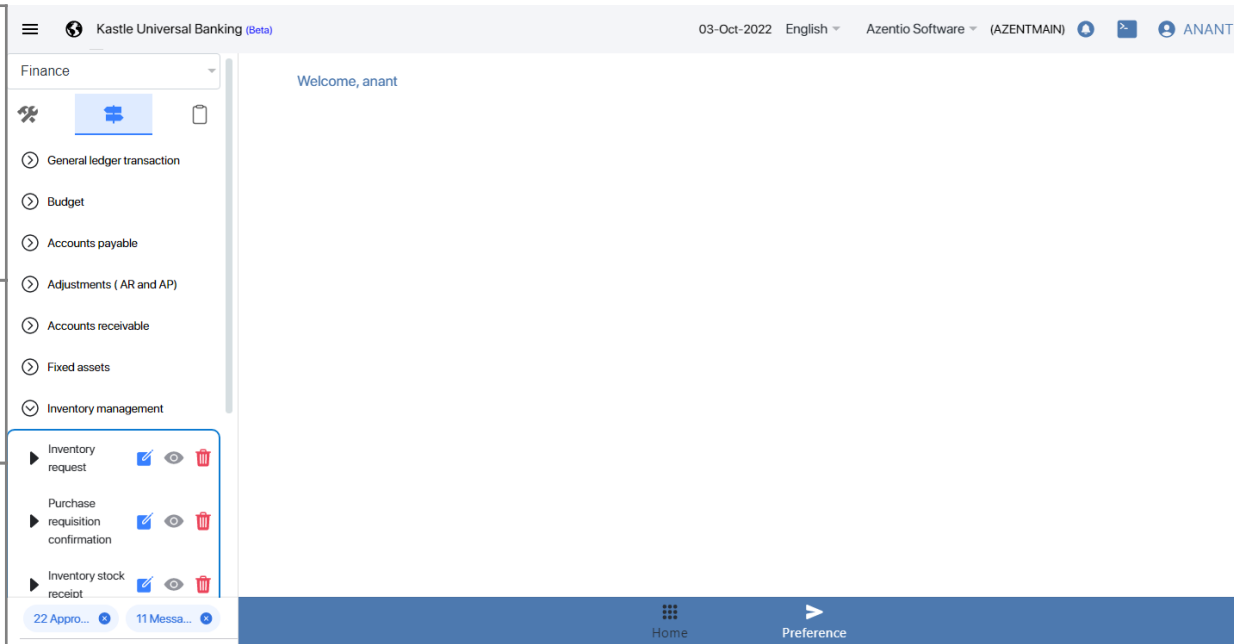 Kastle Universal Banking (Beta)
03-Oct-2022 English Azentio Software (AZENTMAIN) ANANT
Finance
Welcome, anant
General ledger transaction
Budget
Accounts payable
Adjustments ( AR and AP)
Accounts receivable
Fixed assets
Inventory management
Inventory
request
Purchase
requisition
confirmation
Inventory stock
receipt
22 Appro... 11 Messa...
Home Preference